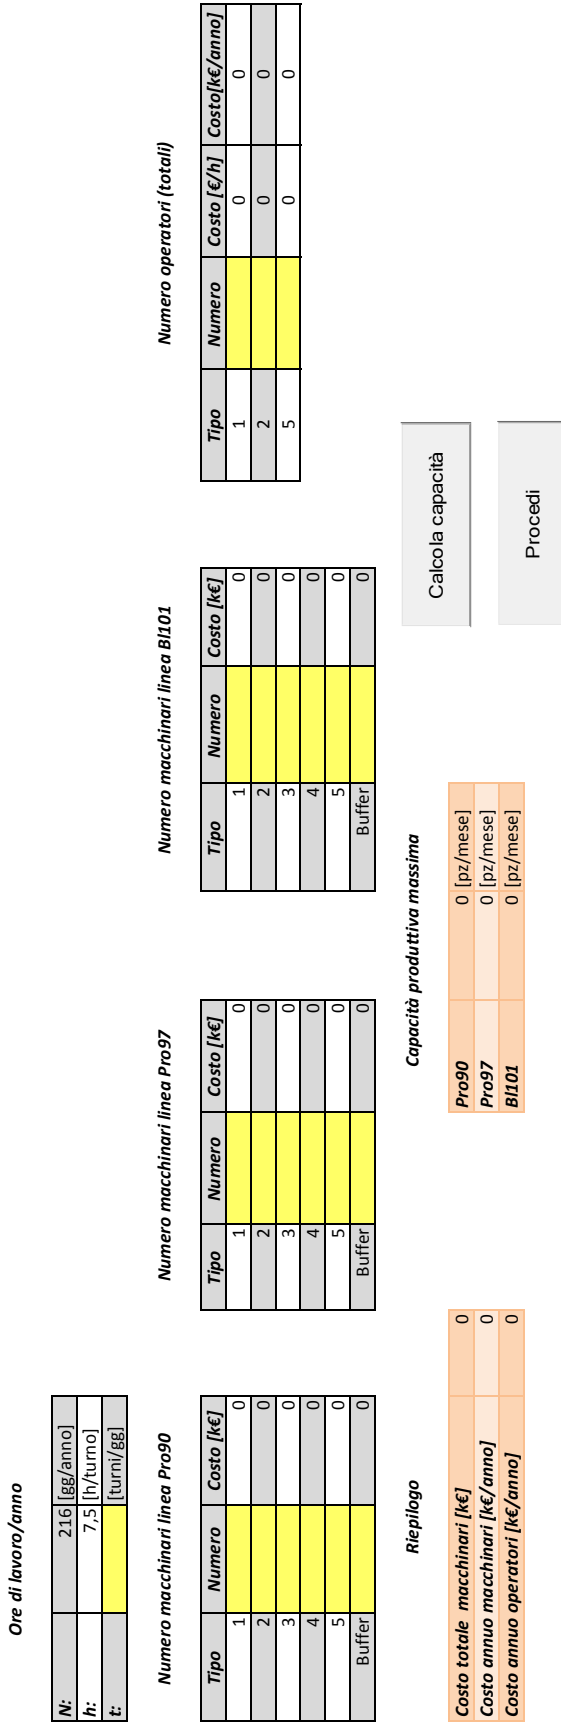 Ore di lavoro/anno
N: 216 [gg/anno]
h: 7,5 [h/turno]
t: [turni/gg]
Numero macchinari linea Pro90
Tipo Numero Costo [k€]
1 0
2 0
3 0
4 0
5 0
Buffer 0
Numero macchinari linea Pro97
Tipo Numero Costo [k€]
1 0
2 0
3 0
4 0
5 0
Buffer 0
Numero macchinari linea Bl101
Tipo Numero Costo [k€]
1 0
2 0
3 0
4 0
5 0
Buffer 0
Numero operatori (totali)
Tipo Numero Costo [€/h] Costo[k€/anno]
1 0 0
2 0 0
5 0 0
Riepilogo
Costo totale macchinari [k€] 0
Costo annuo macchinari [k€/anno] 0
Costo annuo operatori [k€/anno] 0
Capacità produttiva massima
Pro90 0 [pz/mese]
Pro97 0 [pz/mese]
Bl101 0 [pz/mese]
Calcola capacità
Procedi